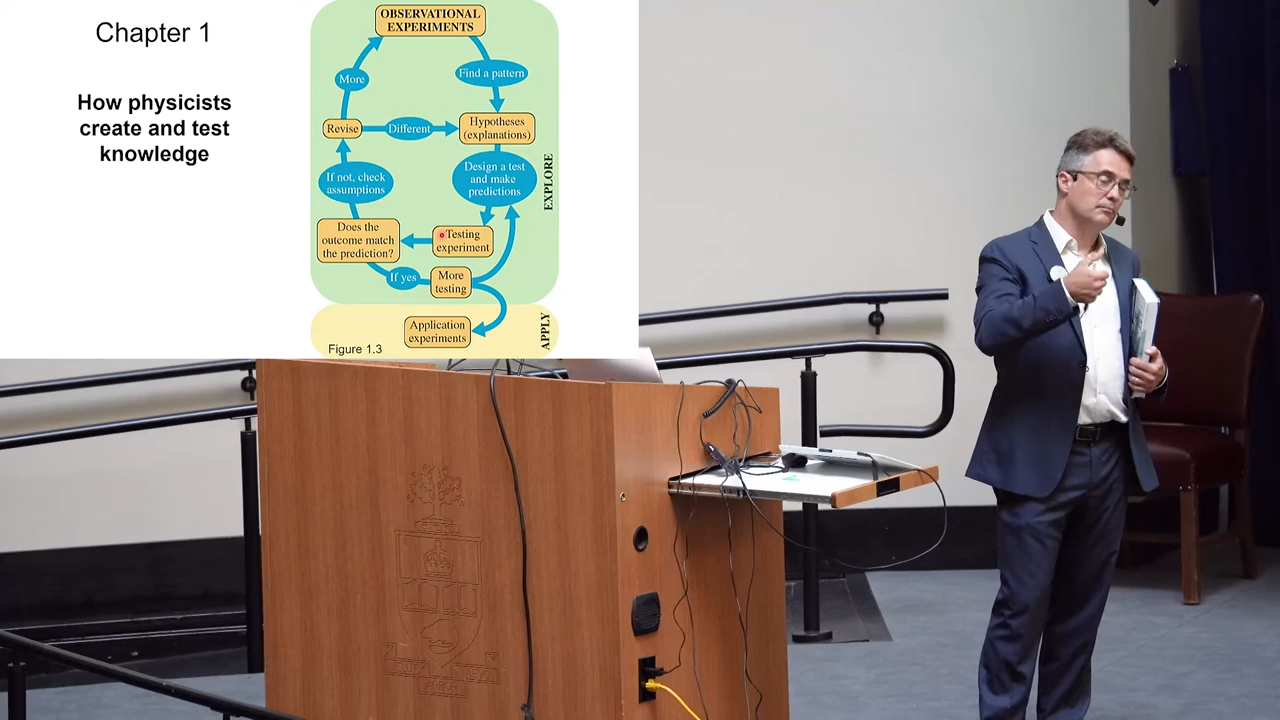 Chapter 1
How physicists
create and test
knowledge
OBSERVATIONAL
EXPERIMENTS
More
Find a pattern
Revise
Different
Hypotheses
(explanations)
If not, check
assumptions
Design a test
and make
predictions
EXPLORE
Does the
outcome match
the prediction?
Testing
experiment
If yes
More
testing
Application
experiments
APPLY
Figure 1.3
ARBOR